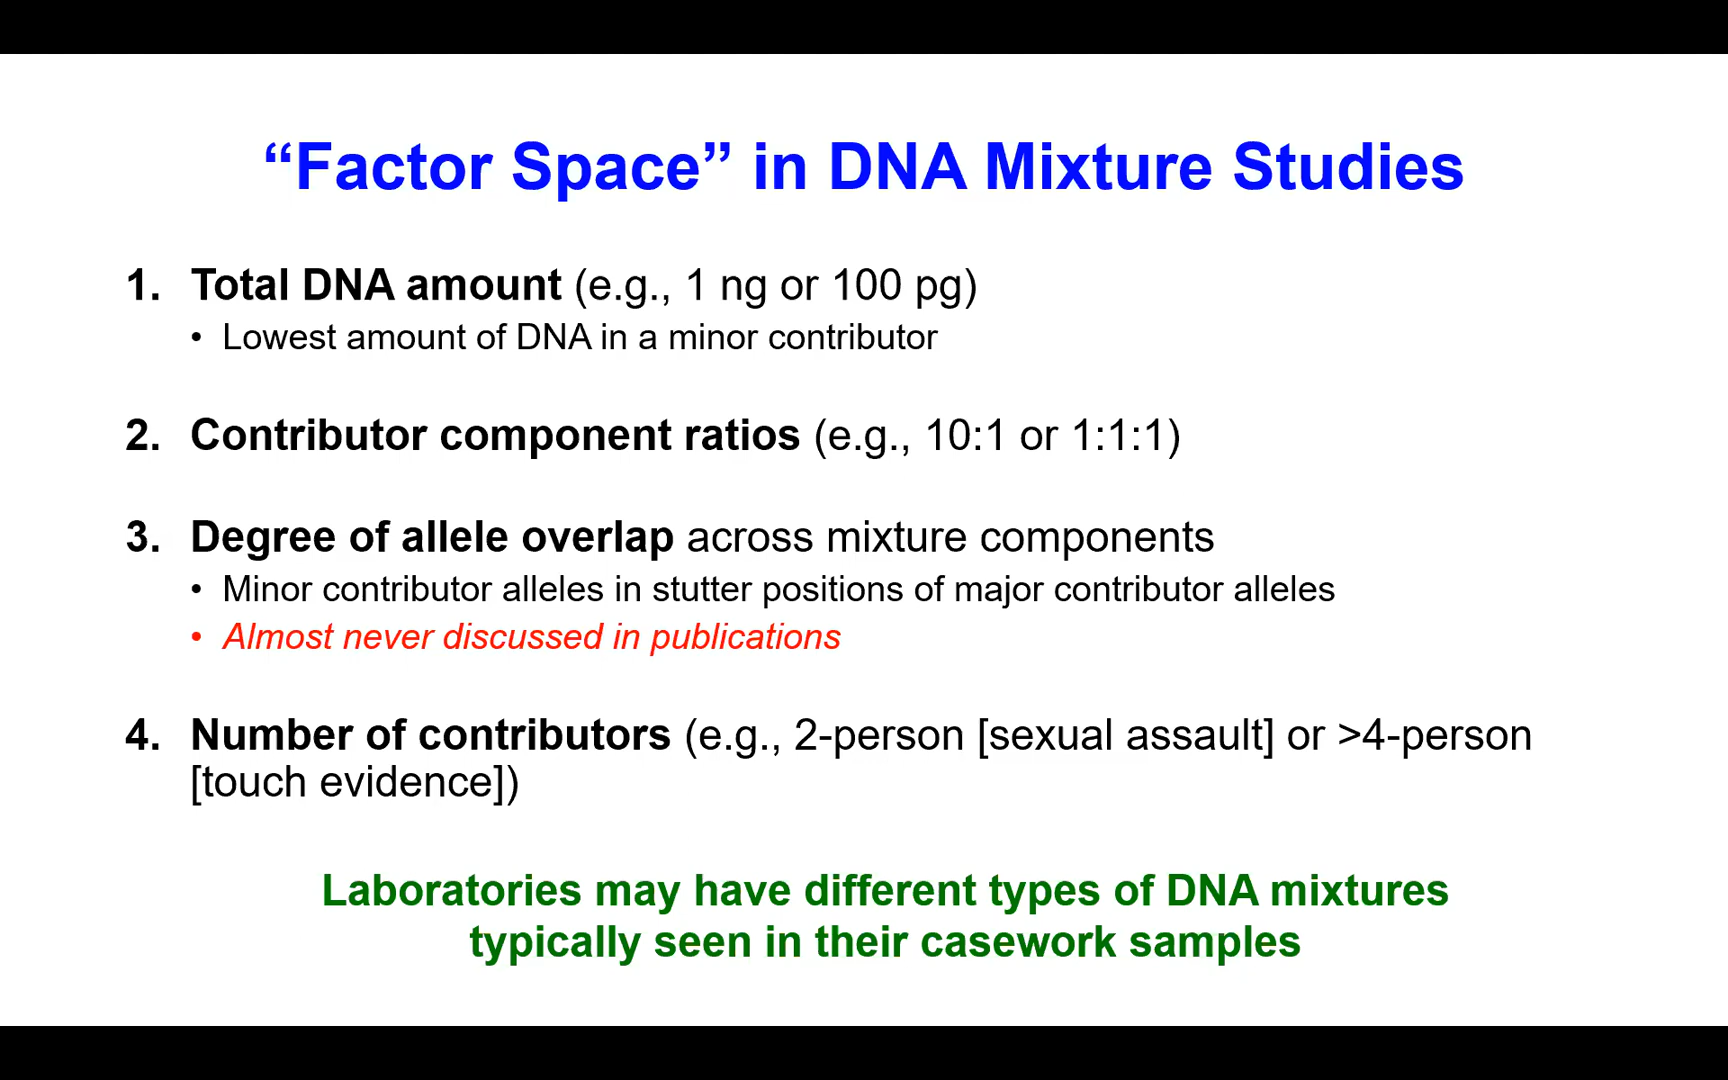 “Factor Space” in DNA Mixture Studies
1. Total DNA amount (e.g., 1 ng or 100 pg)
• Lowest amount of DNA in a minor contributor
2. Contributor component ratios (e.g., 10:1 or 1:1:1)
3. Degree of allele overlap across mixture components
• Minor contributor alleles in stutter positions of major contributor alleles
• Almost never discussed in publications
4. Number of contributors (e.g., 2-person [sexual assault] or >4-person
[touch evidence])
Laboratories may have different types of DNA mixtures
typically seen in their casework samples